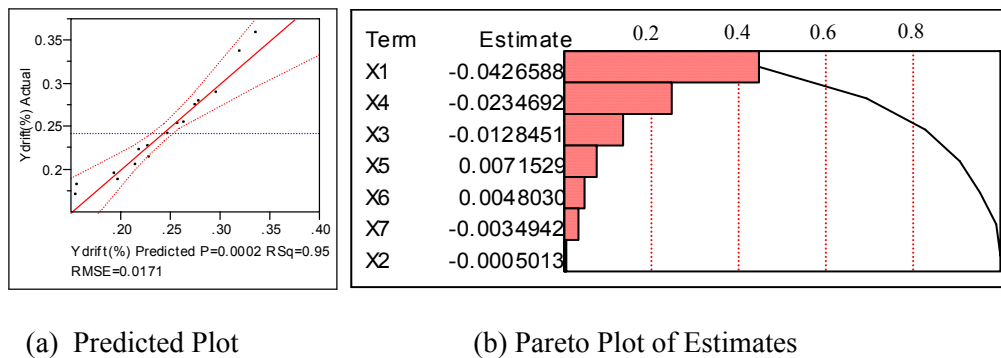 0.35
0.3
0.25
0.2
Ydrift(%) Actual
.20 .25 .30 .35 .40
Ydrift(%) Predicted P=0.0002 RSq=0.95
RMSE=0.0171
Term Estimate 0.2 0.4 0.6 0.8
X1 -0.0426588
X4 -0.0234692
X3 -0.0128451
X5 0.0071529
X6 0.0048030
X7 -0.0034942
X2 -0.0005013
(a) Predicted Plot (b) Pareto Plot of Estimates